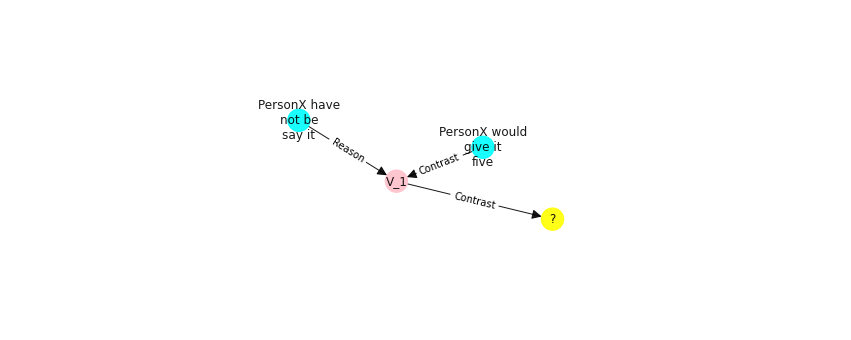 PersonX have
not be
say it
Reason
PersonX would
give it
five
Contrast
V_1
Contrast
?